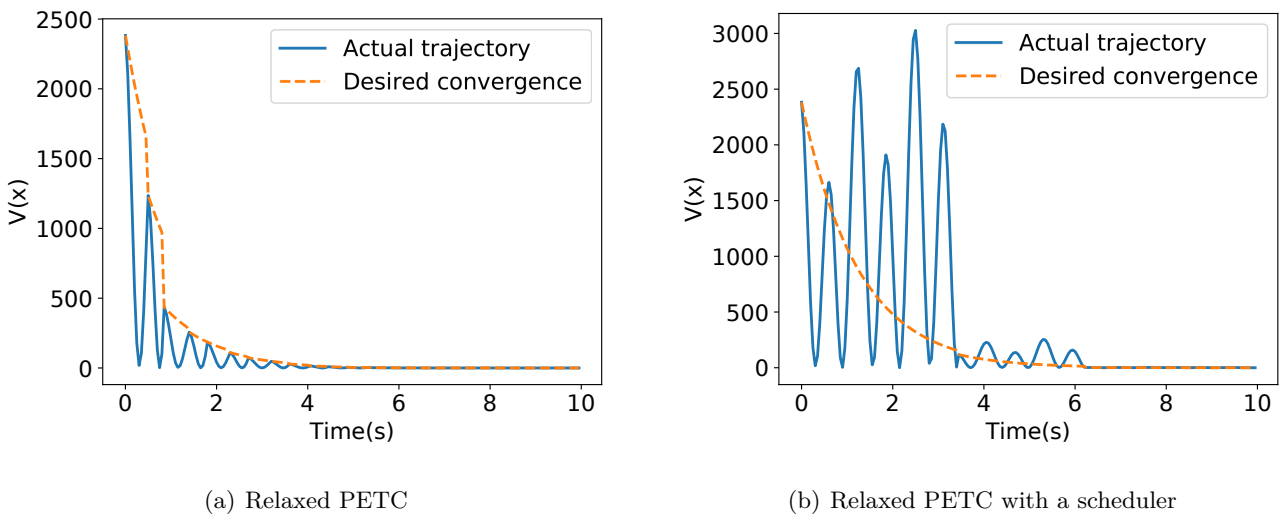 2500
2000
1500
1000
500
0
V(x)
0 2 4 6 8 10
Time(s)
Actual trajectory
Desired convergence
(a) Relaxed PETC
3000
2500
2000
1500
1000
500
0
V(x)
0 2 4 6 8 10
Time(s)
Actual trajectory
Desired convergence
(b) Relaxed PETC with a scheduler